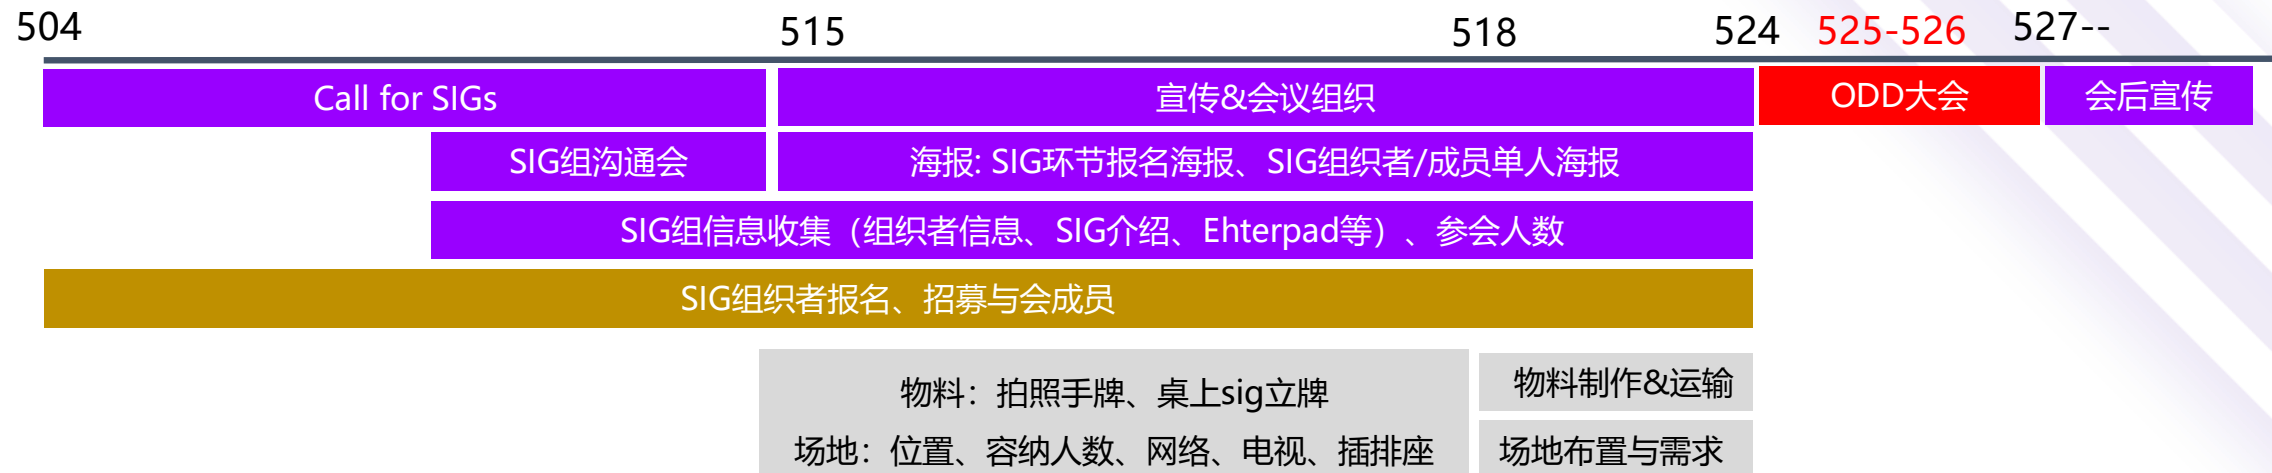 504
515
518
524
525-526
527--
Call for SIGs
宣传&会议组织
ODD大会
会后宣传
SIG组沟通会
海报: SIG环节报名海报、SIG组织者/成员单人海报
SIG组信息收集（组织者信息、SIG介绍、Ehterpad等）、参会人数
SIG组织者报名、招募与会成员
物料：拍照手牌、桌上sig立牌
物料制作&运输
场地：位置、容纳人数、网络、电视、插排座
场地布置与需求